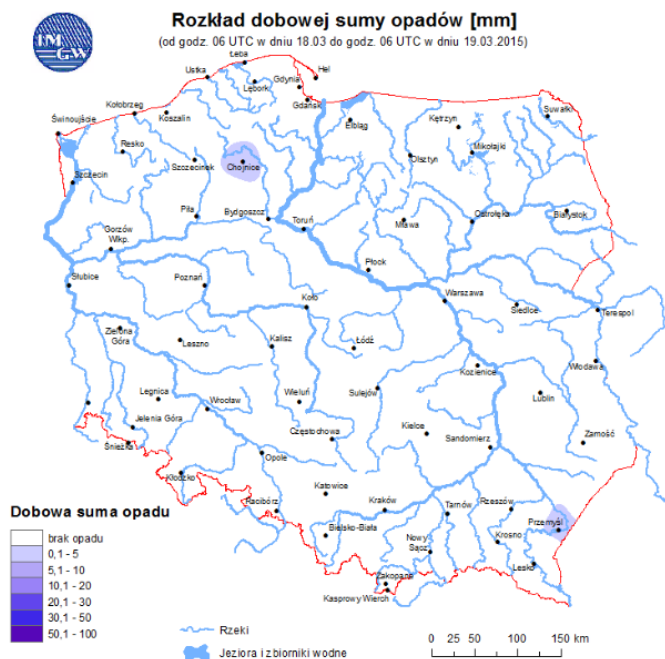 IM
GW
Rozkład dobowej sumy opadów [mm]
(od godz. 06 UTC w dniu 18.03 do godz. 06 UTC w dniu 19.03.2015)
Łeba
Hel
Ustka
Gdynia
Lębork
Gdańsk
Kołobrzeg
Koszalin
Świnoujście
Elbląg
Kętrzyn
Suwałki
Resko
Szczecinek
Chojnice
Olsztyn
Mikołajki
Szczecin
Piła
Bydgoszcz
Toruń
Mława
Ostrołęka
Białystok
Gorzów
Wlkp.
Płock
Słubice
Poznań
Koło
Warszawa
Siedlce
Terespol
Zielona
Góra
Leszno
Kalisz
Łódź
Kozienice
Włodawa
Legnica
Wrocław
Wieluń
Sulejów
Lublin
Jelenia Góra
Śnieżka
Częstochowa
Kielce
Sandomierz
Zamość
Kłodzko
Opole
Katowice
Racibórz
Kraków
Tarnów
Rzeszów
Przemyśl
Bielsko-Biała
Nowy
Sącz
Krosno
Lesko
Zakopane
Kasprowy Wierch
Dobowa suma opadu
brak opadu
0,1 - 5
5,1 - 10
10,1 - 20
20,1 - 30
30,1 - 50
50,1 - 100
Rzeki
Jeziora i zbiorniki wodne
0 25 50 100 150 km